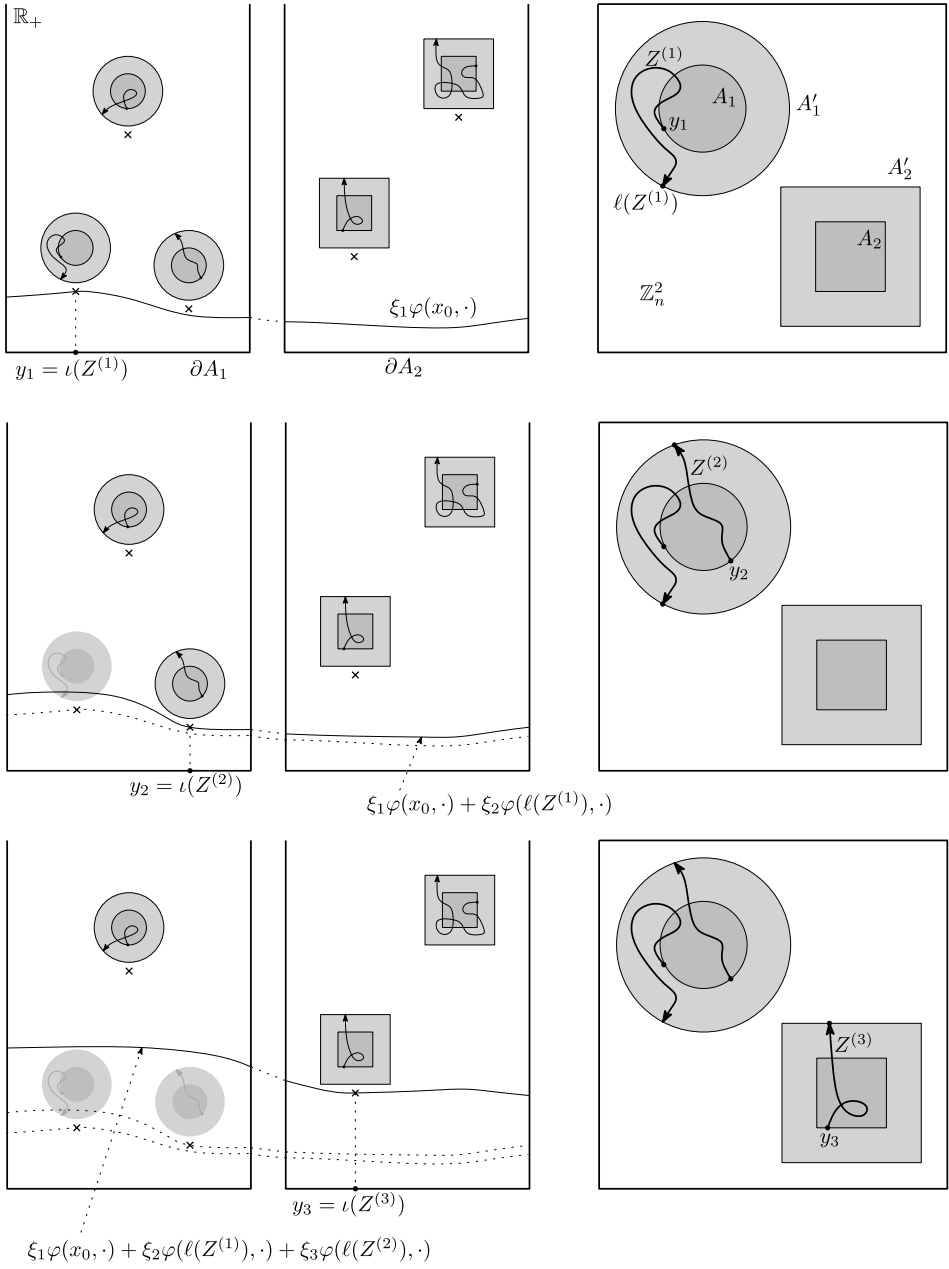 ℝ₊
Z⁽¹⁾
A₁
A′₁
y₁
A′₂
ℓ(Z⁽¹⁾)
A₂
ℤ²ₙ
ξ₁φ(x₀, ·)
y₁ = ι(Z⁽¹⁾)
∂A₁
∂A₂
Z⁽²⁾
y₂
y₂ = ι(Z⁽²⁾)
ξ₁φ(x₀, ·) + ξ₂φ(ℓ(Z⁽¹⁾), ·)
Z⁽³⁾
y₃
y₃ = ι(Z⁽³⁾)
ξ₁φ(x₀, ·) + ξ₂φ(ℓ(Z⁽¹⁾), ·) + ξ₃φ(ℓ(Z⁽²⁾), ·)